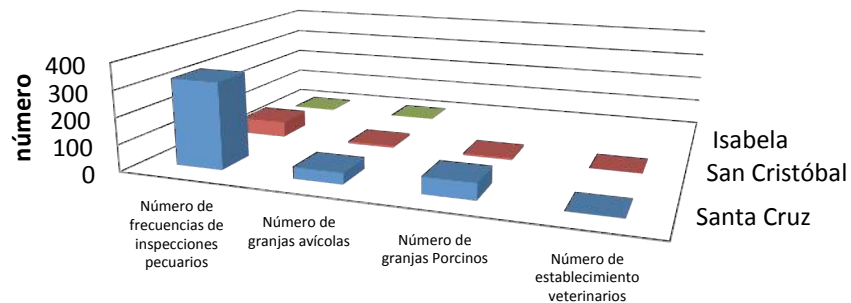 número
400
300
200
100
0
Número de
frecuencias de
inspecciones
pecuarios
Número de
granjas avícolas
Número de
granjas Porcinos
Número de
establecimiento
veterinarios
Isabela
San Cristóbal
Santa Cruz